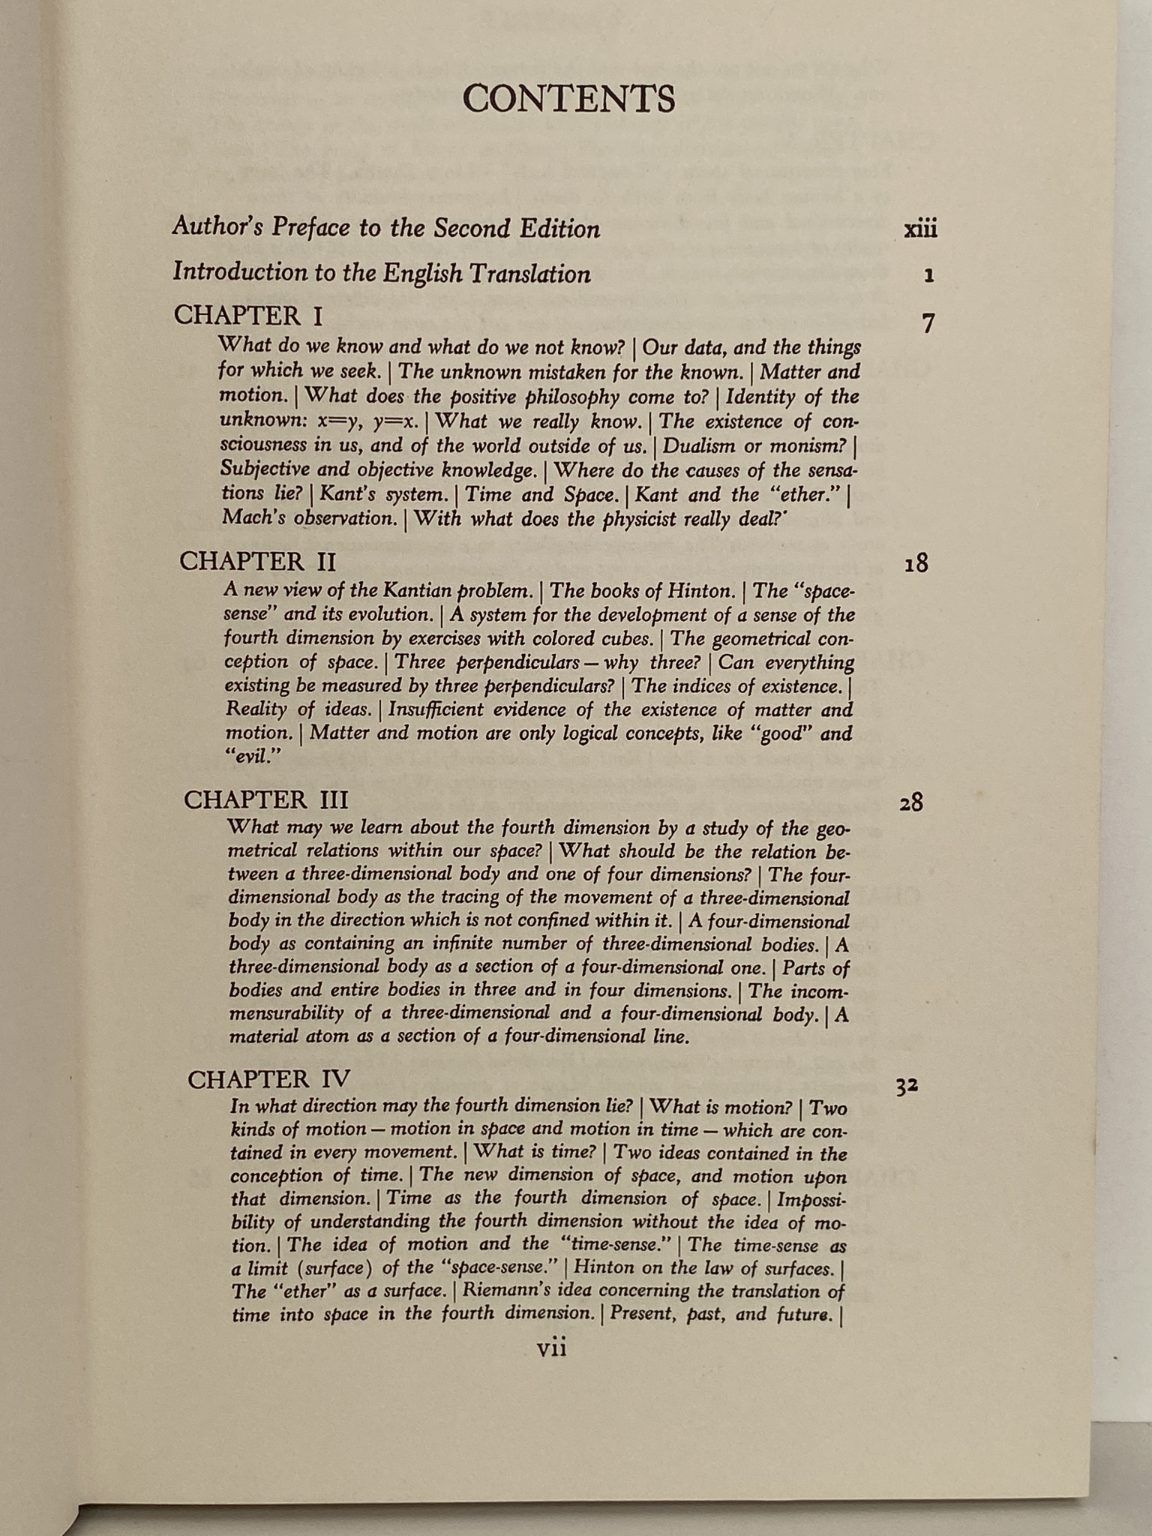 CONTENTS
Author's Preface to the Second Edition xiii
Introduction to the English Translation 1
CHAPTER I 7
What do we know and what do we not know? | Our data, and the things
for which we seek. | The unknown mistaken for the known. | Matter and
motion. | What does the positive philosophy come to? | Identity of the
unknown: x=y, y=x. | What we really know. | The existence of con-
sciousness in us, and of the world outside of us. | Dualism or monism? |
Subjective and objective knowledge. | Where do the causes of the sensa-
tions lie? | Kant's system. | Time and Space. | Kant and the "ether." |
Mach's observation. | With what does the physicist really deal?
CHAPTER II 18
A new view of the Kantian problem. | The books of Hinton. | The "space-
sense" and its evolution. | A system for the development of a sense of the
fourth dimension by exercises with colored cubes. | The geometrical con-
ception of space. | Three perpendiculars — why three? | Can everything
existing be measured by three perpendiculars? | The indices of existence. |
Reality of ideas. | Insufficient evidence of the existence of matter and
motion. | Matter and motion are only logical concepts, like "good" and
"evil."
CHAPTER III 28
What may we learn about the fourth dimension by a study of the geo-
metrical relations within our space? | What should be the relation be-
tween a three-dimensional body and one of four dimensions? | The four-
dimensional body as the tracing of the movement of a three-dimensional
body in the direction which is not confined within it. | A four-dimensional
body as containing an infinite number of three-dimensional bodies. | A
three-dimensional body as a section of a four-dimensional one. | Parts of
bodies and entire bodies in three and in four dimensions. | The incom-
mensurability of a three-dimensional and a four-dimensional body. | A
material atom as a section of a four-dimensional line.
CHAPTER IV 32
In what direction may the fourth dimension lie? | What is motion? | Two
kinds of motion — motion in space and motion in time — which are con-
tained in every movement. | What is time? | Two ideas contained in the
conception of time. | The new dimension of space, and motion upon
that dimension. | Time as the fourth dimension of space. | Impossi-
bility of understanding the fourth dimension without the idea of mo-
tion. | The idea of motion and the "time-sense." | The time-sense as
a limit (surface) of the "space-sense." | Hinton on the law of surfaces. |
The "ether" as a surface. | Riemann's idea concerning the translation of
time into space in the fourth dimension. | Present, past, and future. |
vii